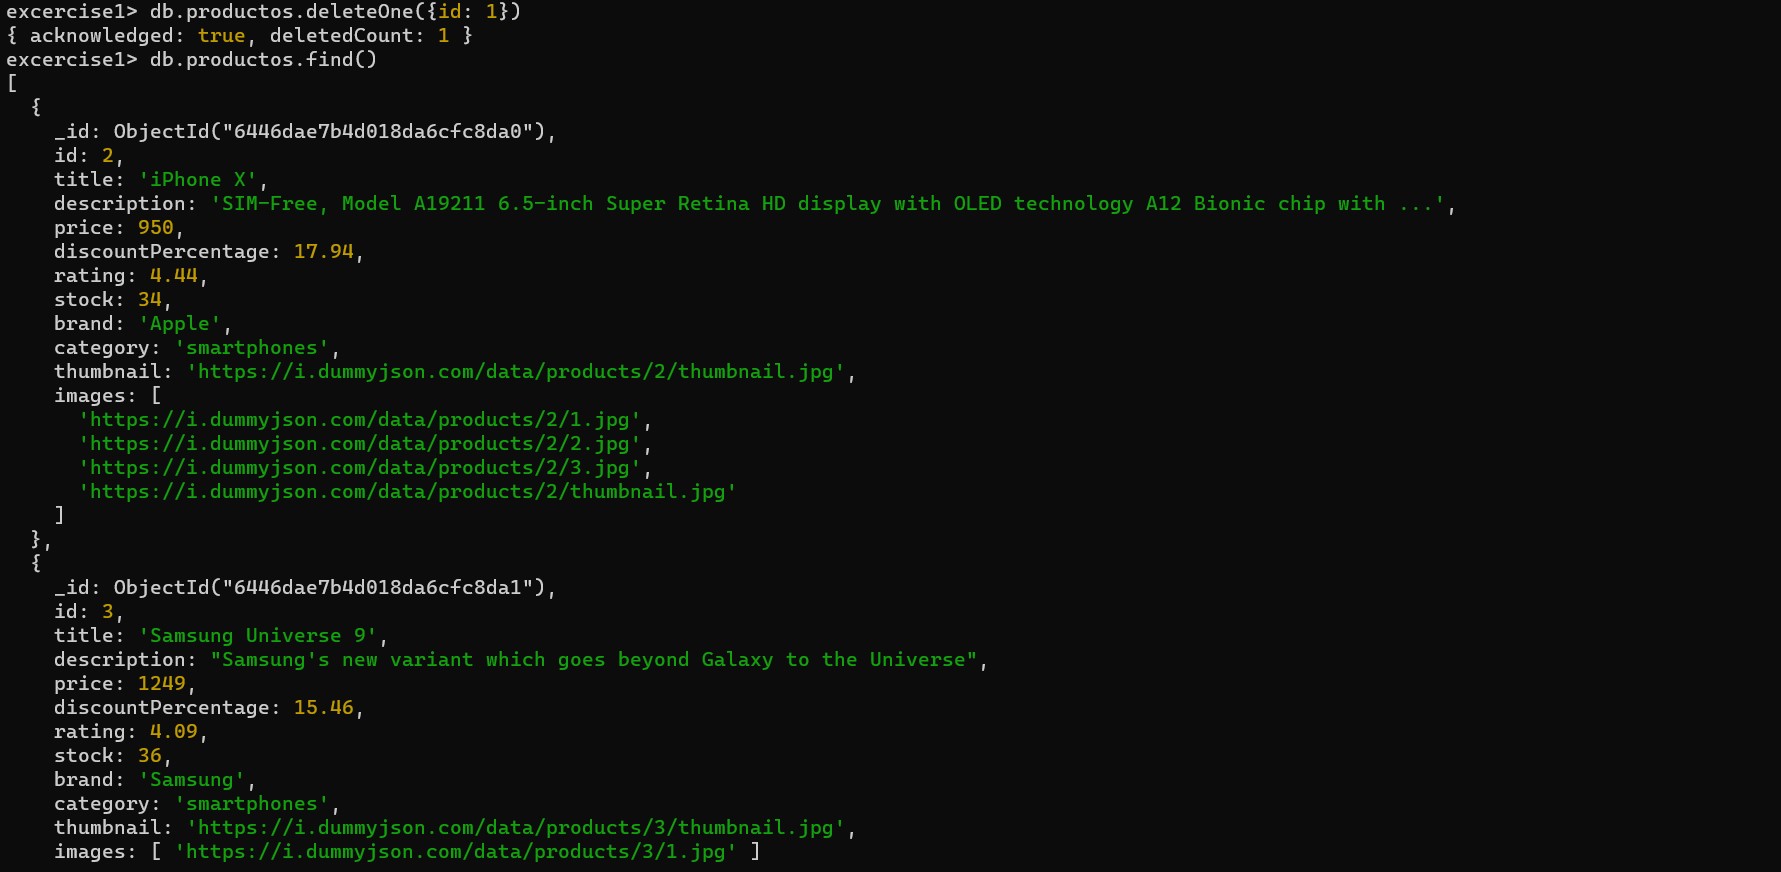 excercise1> db.productos.deleteOne({id: 1})
{ acknowledged: true, deletedCount: 1 }
excercise1> db.productos.find()
[
  {
    _id: ObjectId("6446dae7b4d018da6cfc8da0"),
    id: 2,
    title: 'iPhone X',
    description: 'SIM-Free, Model A19211 6.5-inch Super Retina HD display with OLED technology A12 Bionic chip with ...',
    price: 950,
    discountPercentage: 17.94,
    rating: 4.44,
    stock: 34,
    brand: 'Apple',
    category: 'smartphones',
    thumbnail: 'https://i.dummyjson.com/data/products/2/thumbnail.jpg',
    images: [
      'https://i.dummyjson.com/data/products/2/1.jpg',
      'https://i.dummyjson.com/data/products/2/2.jpg',
      'https://i.dummyjson.com/data/products/2/3.jpg',
      'https://i.dummyjson.com/data/products/2/thumbnail.jpg'
    ]
  },
  {
    _id: ObjectId("6446dae7b4d018da6cfc8da1"),
    id: 3,
    title: 'Samsung Universe 9',
    description: "Samsung's new variant which goes beyond Galaxy to the Universe",
    price: 1249,
    discountPercentage: 15.46,
    rating: 4.09,
    stock: 36,
    brand: 'Samsung',
    category: 'smartphones',
    thumbnail: 'https://i.dummyjson.com/data/products/3/thumbnail.jpg',
    images: [ 'https://i.dummyjson.com/data/products/3/1.jpg' ]